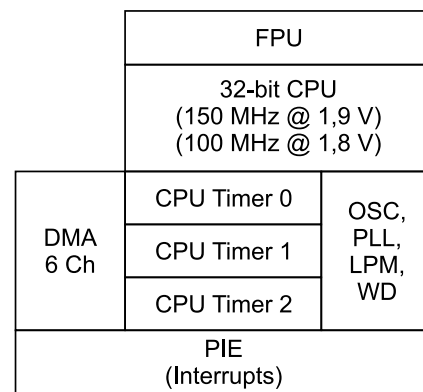 FPU
32-bit CPU
(150 MHz @ 1,9 V)
(100 MHz @ 1,8 V)
DMA
6 Ch
CPU Timer 0
CPU Timer 1
CPU Timer 2
OSC,
PLL,
LPM,
WD
PIE
(Interrupts)